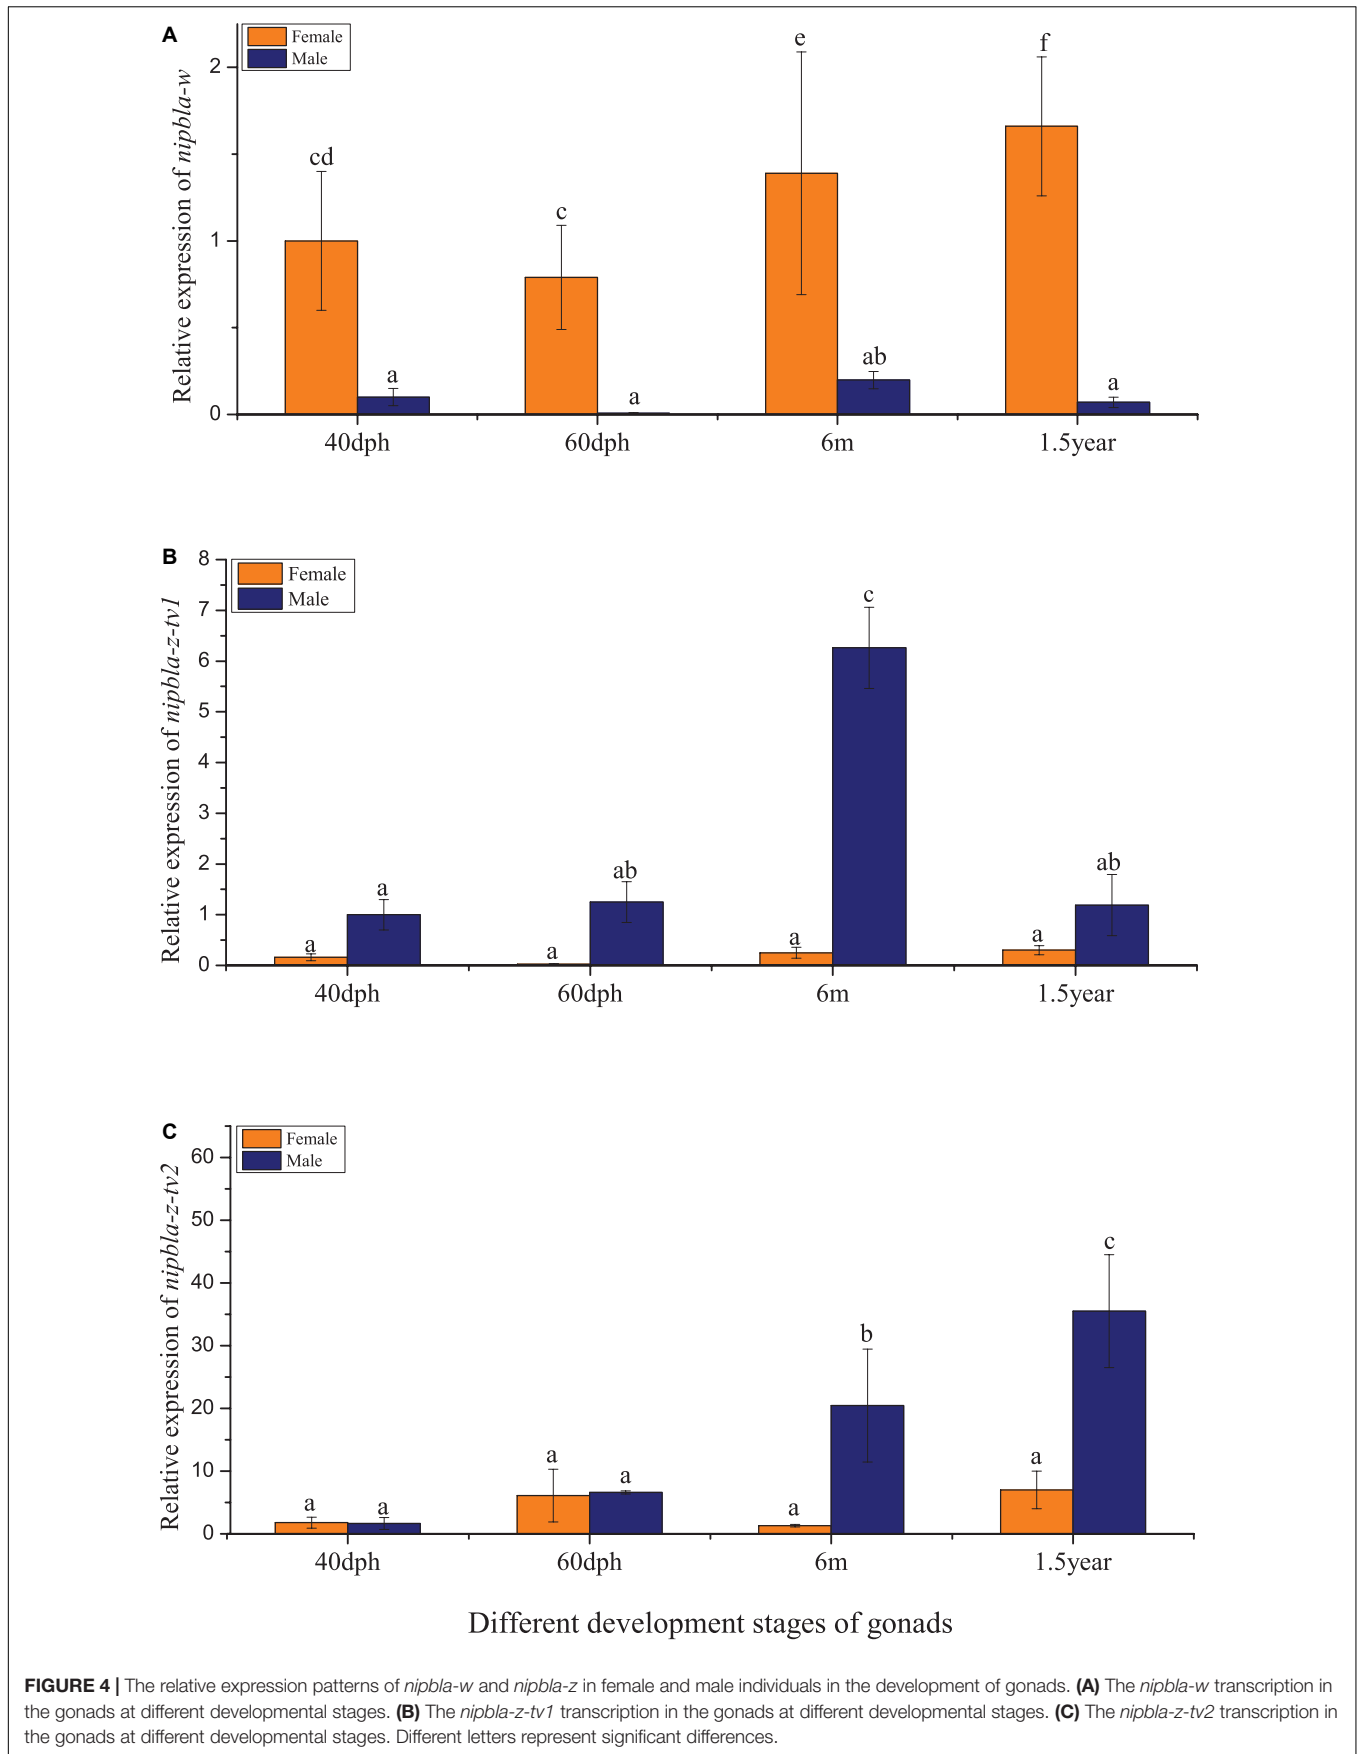 A
Female
Male
Relative expression of nipbla-w
2
1
0
cd
a
c
a
e
ab
f
a
40dph
60dph
6m
1.5year
B
Female
Male
Relative expression of nipbla-z-tv1
8
7
6
5
4
3
2
1
0
a
a
a
ab
a
c
a
ab
40dph
60dph
6m
1.5year
C
Female
Male
Relative expression of nipbla-z-tv2
60
50
40
30
20
10
0
a
a
a
a
a
b
a
c
40dph
60dph
6m
1.5year
Different development stages of gonads
FIGURE 4 | The relative expression patterns of nipbla-w and nipbla-z in female and male individuals in the development of gonads. (A) The nipbla-w transcription in
the gonads at different developmental stages. (B) The nipbla-z-tv1 transcription in the gonads at different developmental stages. (C) The nipbla-z-tv2 transcription in
the gonads at different developmental stages. Different letters represent significant differences.